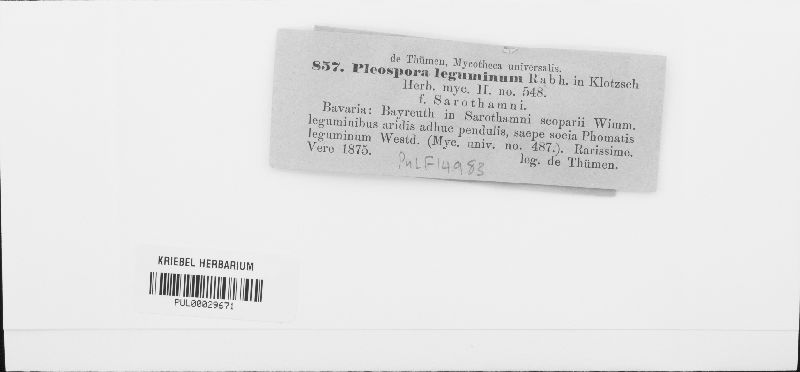 de Thümen, Mycotheca universalis.
857. Pleospora leguminum Rabh. in Klotzsch
Herb. myc. II. no. 548.
f. Sarothamni.
Bavaria: Bayreuth in Sarothamni scoparii Wimm.
leguminibus aridis adhuc pendulis, saepe socia Phomatis
leguminum Westd. (Myc. univ. no. 487.). Rarissime.
Vere 1875. leg. de Thümen.
PuLF14983
KRIEBEL HERBARIUM
PUL00029671